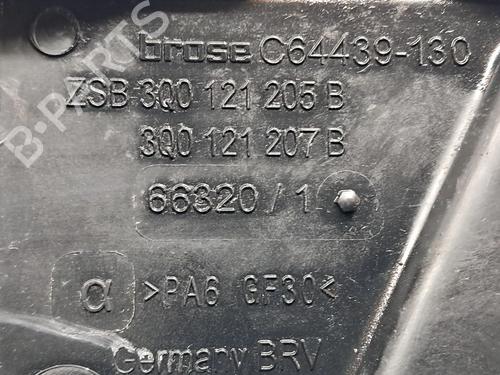 brose C64439-130
ZSB 3Q0 121 205 B
3Q0 121 207 B
66320/1
α >PA6 GF30<
Germany BRV
B-PARTS